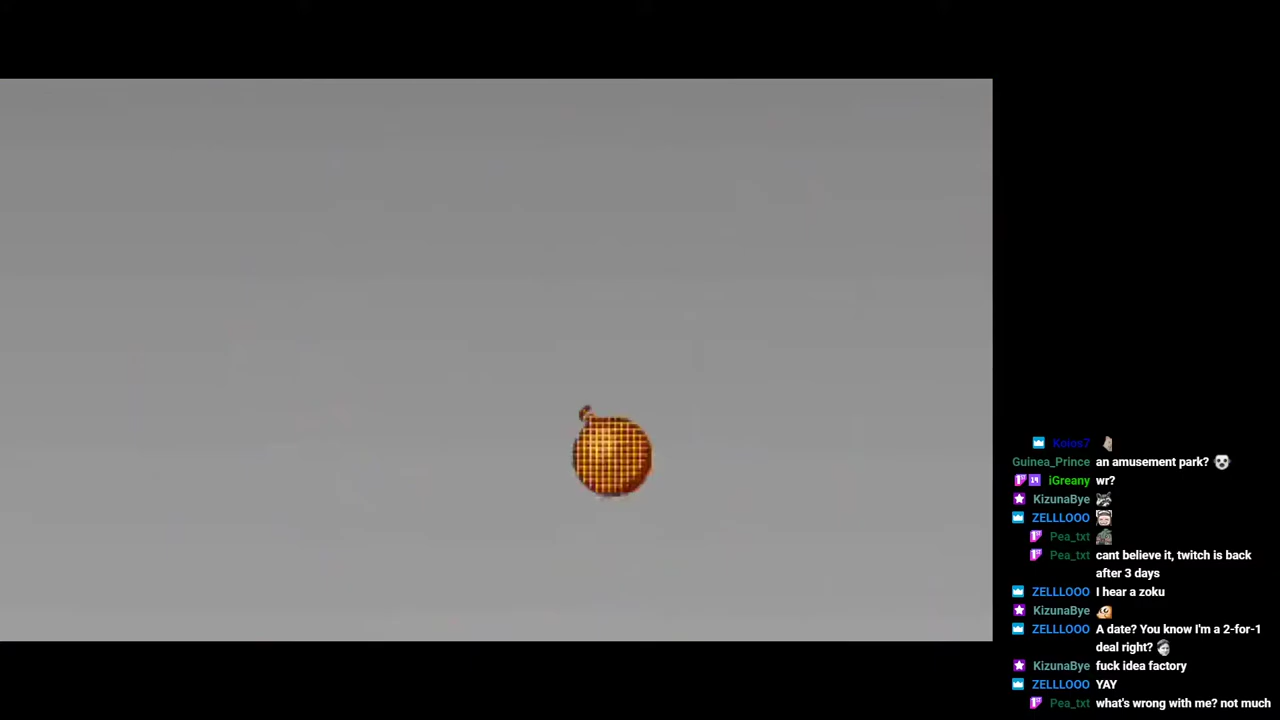 Kolos7
Guinea_Prince an amusement park?
19 iGreany wr?
KizunaBye
ZELLLOOO
Pea_txt
Pea_txt cant believe it, twitch is back
after 3 days
ZELLLOOO I hear a zoku
KizunaBye
ZELLLOOO A date? You know I'm a 2-for-1
deal right?
KizunaBye fuck idea factory
ZELLLOOO YAY
Pea_txt what's wrong with me? not much